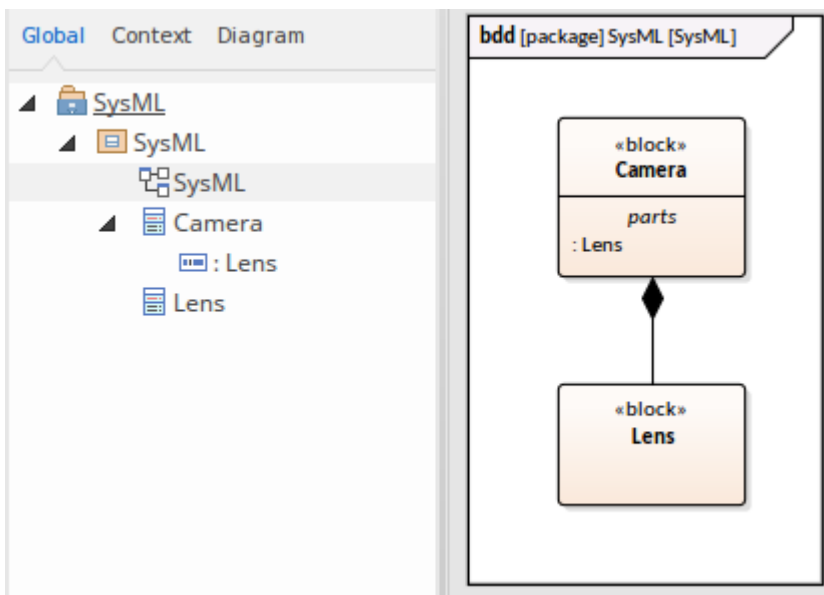 Global Context Diagram
SysML
SysML
SysML
Camera
: Lens
Lens
bdd [package] SysML [SysML]
«block»
Camera
parts
: Lens
«block»
Lens